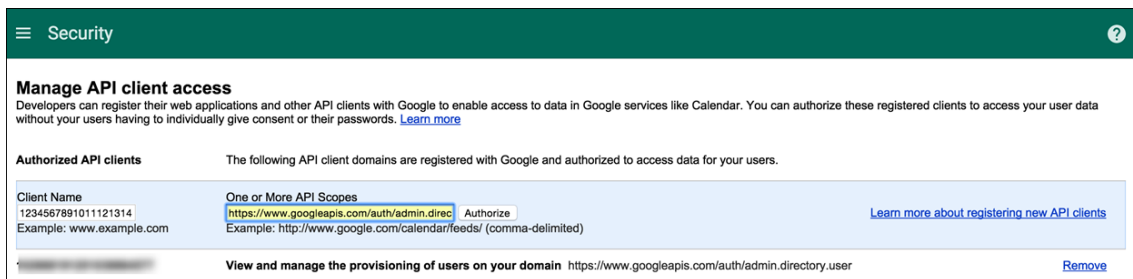 Security
Manage API client access
Developers can register their web applications and other API clients with Google to enable access to data in Google services like Calendar. You can authorize these registered clients to access your user data
without your users having to individually give consent or their passwords. Learn more
Authorized API clients The following API client domains are registered with Google and authorized to access data for your users.
Client Name One or More API Scopes
1234567891011121314 https://www.googleapis.com/auth/admin.direc Authorize Learn more about registering new API clients
Example: www.example.com Example: http://www.google.com/calendar/feeds/ (comma-delimited)
View and manage the provisioning of users on your domain https://www.googleapis.com/auth/admin.directory.user Remove